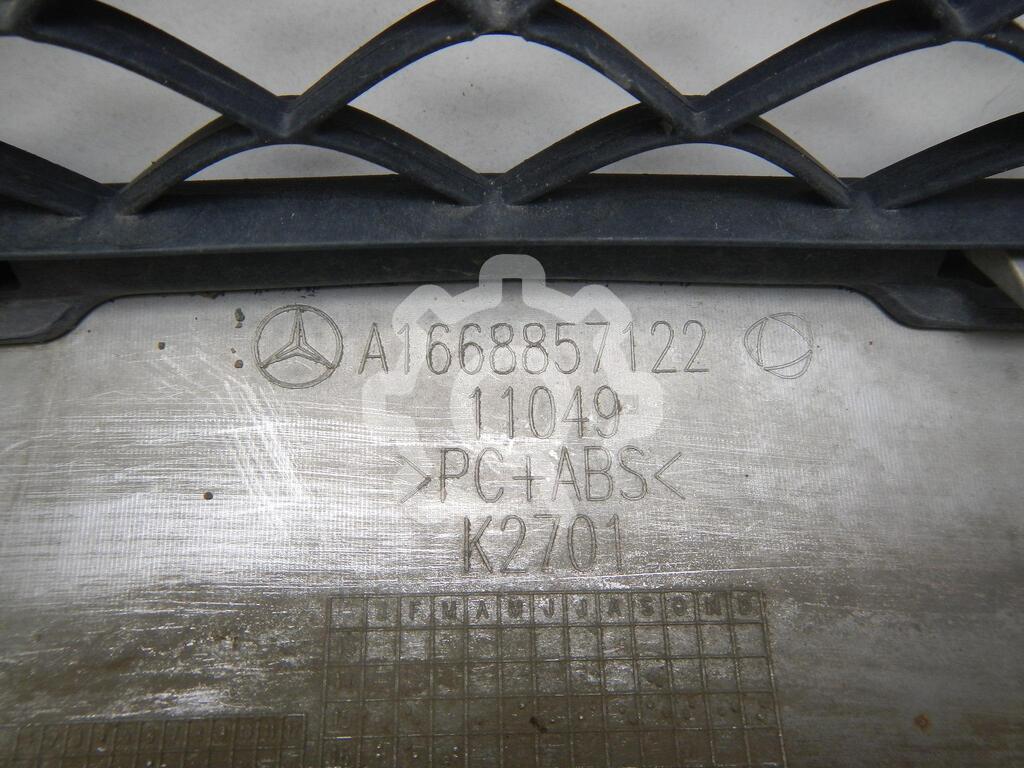 A1668857122
11049
>PC+ABS<
K2701
J F M A M J J A S O N D